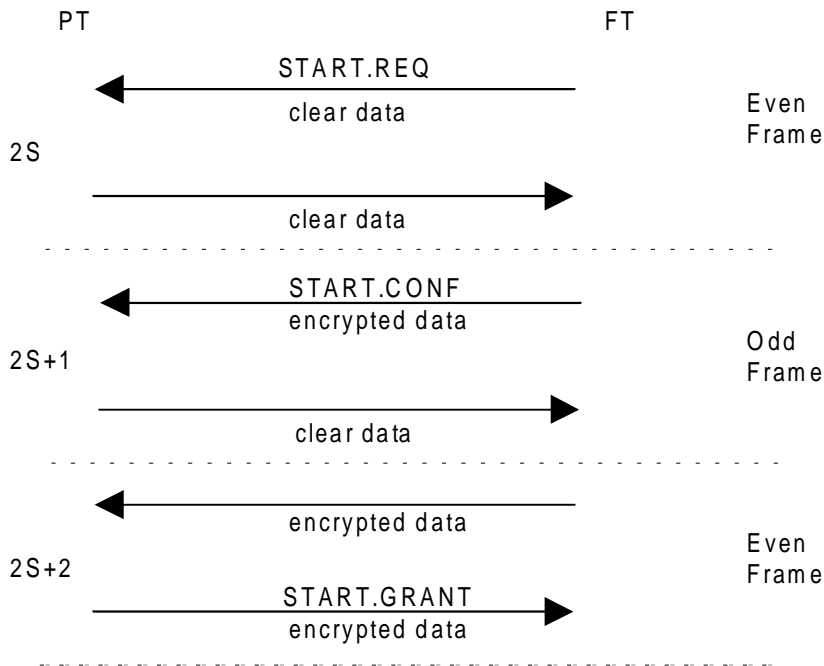 PT FT
START.REQ
clear data
Even
Frame
2S
clear data
START.CONF
encrypted data
Odd
Frame
2S+1
clear data
encrypted data
Even
Frame
2S+2
START.GRANT
encrypted data